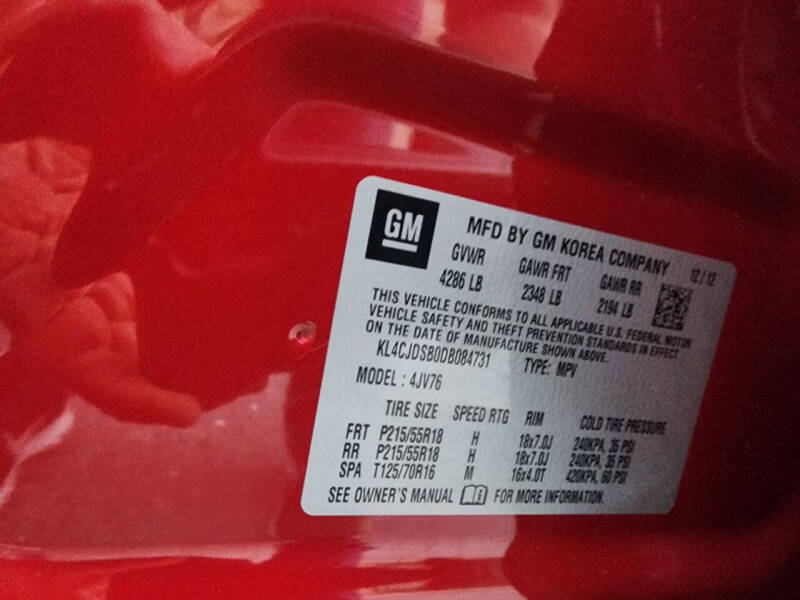 GM
MFD BY GM KOREA COMPANY 12/12
GVWR GAWR FRT GAWR RR
4286 LB 2348 LB 2194 LB
THIS VEHICLE CONFORMS TO ALL APPLICABLE U.S. FEDERAL MOTOR
VEHICLE SAFETY AND THEFT PREVENTION STANDARDS IN EFFECT
ON THE DATE OF MANUFACTURE SHOWN ABOVE.
KL4CJDSB0DB084731 TYPE: MPV
MODEL: 4JV76
TIRE SIZE SPEED RTG RIM COLD TIRE PRESSURE
FRT P215/55R18 H 18x7.0J 240KPA, 35 PSI
RR P215/55R18 H 18x7.0J 240KPA, 35 PSI
SPA T125/70R16 M 16x4.0T 420KPA, 60 PSI
SEE OWNER'S MANUAL FOR MORE INFORMATION.